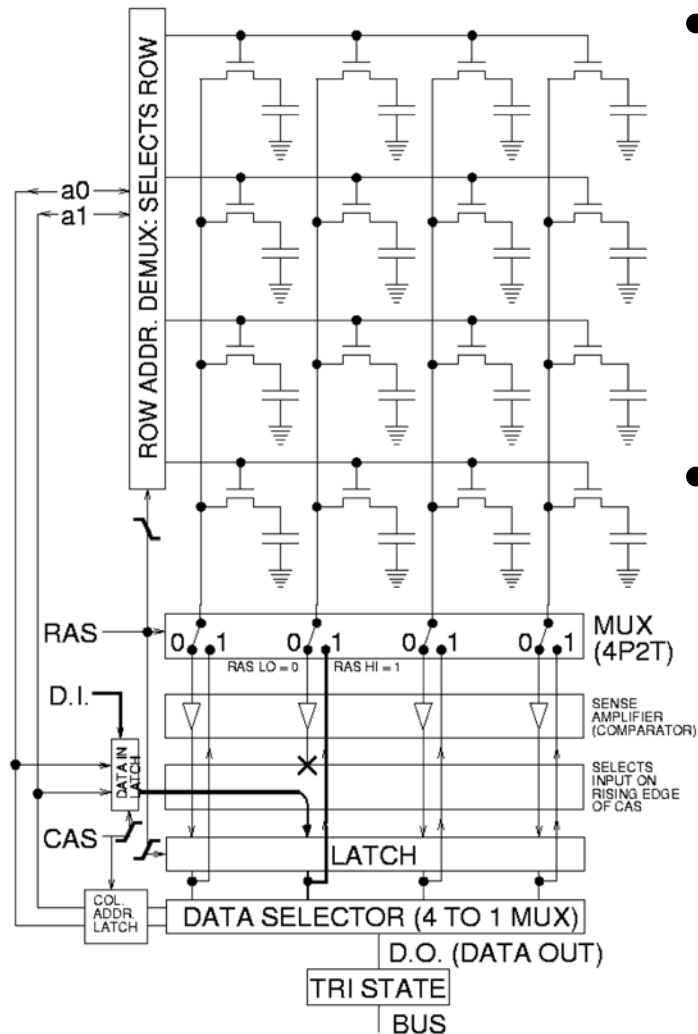 ROW ADDR. DEMUX: SELECTS ROW
a0
a1
RAS
0 1
0 1
0 1
0 1
MUX
(4P2T)
RAS LO = 0
RAS HI = 1
D.I.
SENSE
AMPLIFIER
(COMPARATOR)
DATA IN
LATCH
SELECTS
INPUT ON
RISING EDGE
OF CAS
CAS
LATCH
COL.
ADDR.
LATCH
DATA SELECTOR (4 TO 1 MUX)
D.O. (DATA OUT)
TRI STATE
BUS